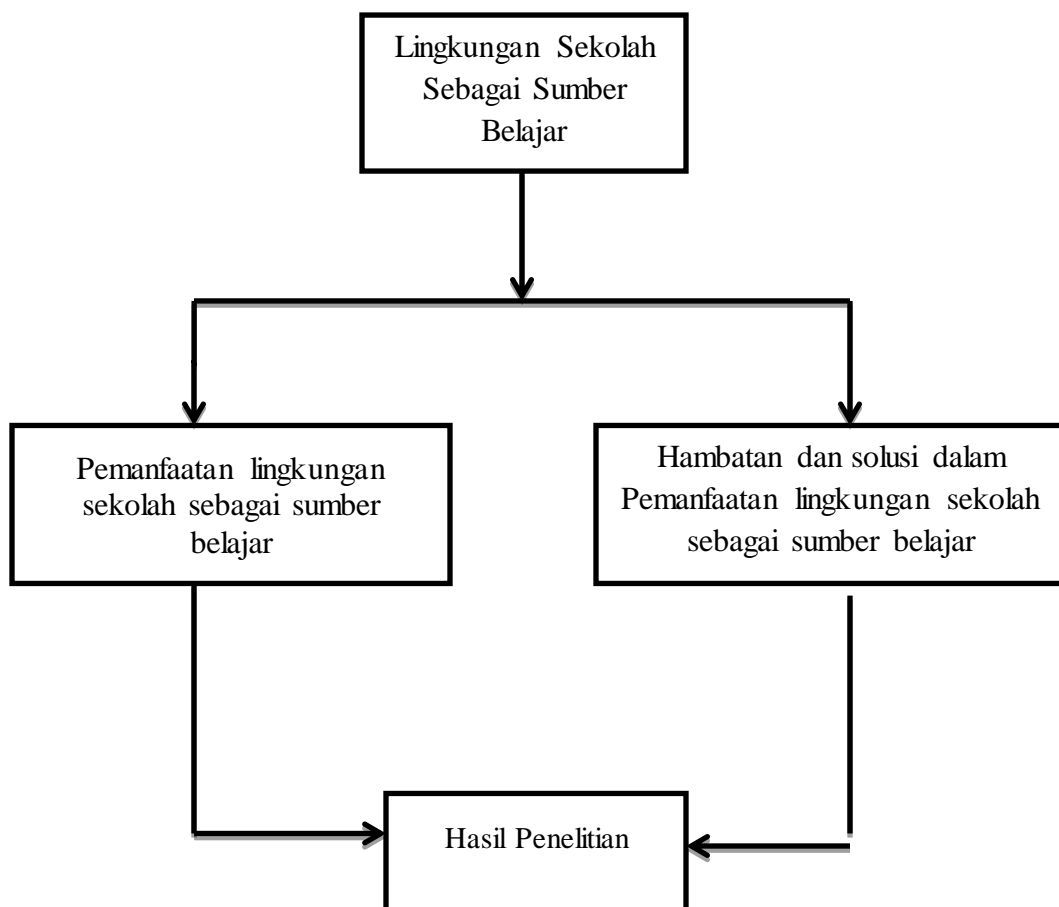 Lingkungan Sekolah
Sebagai Sumber
Belajar
Pemanfaatan lingkungan
sekolah sebagai sumber
belajar
Hambatan dan solusi dalam
Pemanfaatan lingkungan sekolah
sebagai sumber belajar
Hasil Penelitian